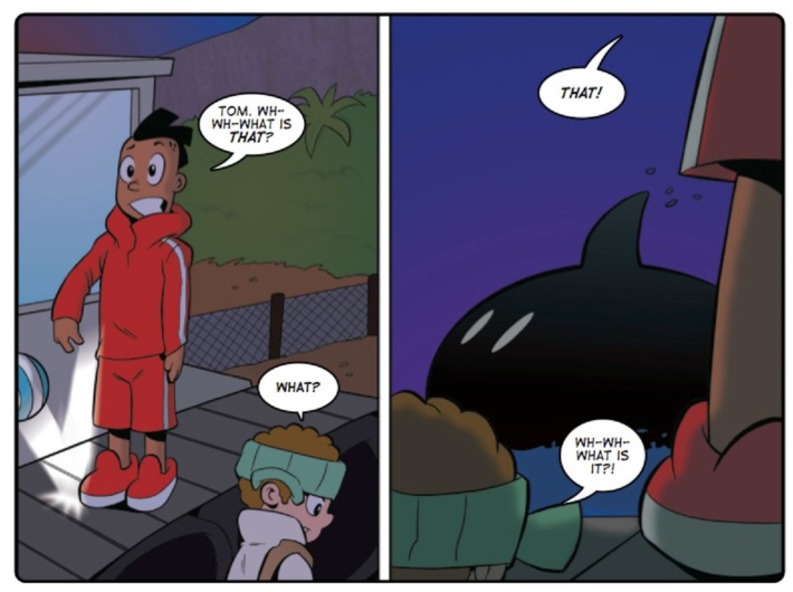 TOM. WH-
WH-WHAT IS
THAT?
WHAT?
THAT!
WH-WH-
WHAT IS
IT?!